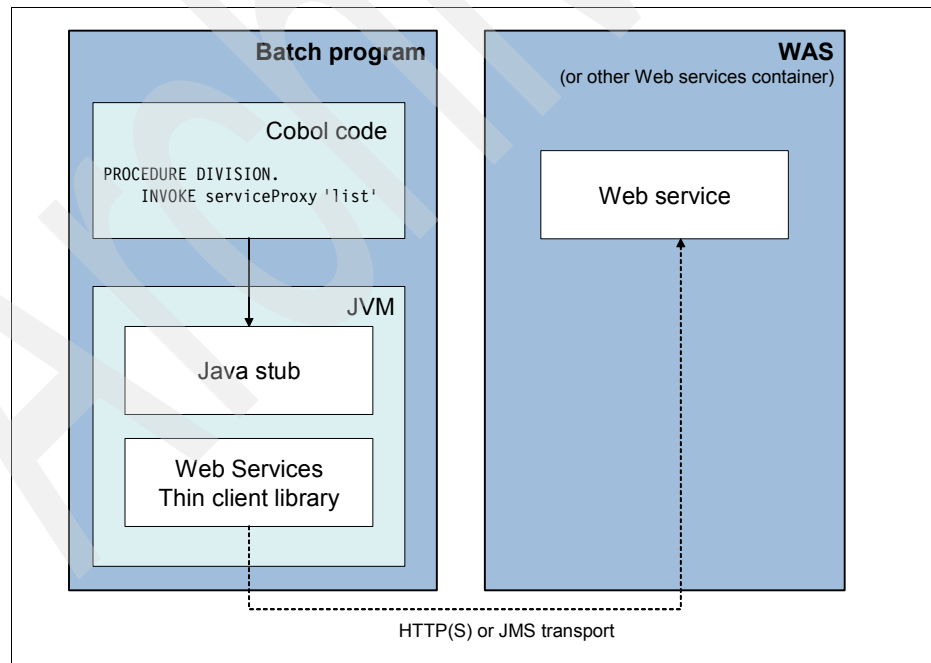 Batch program
Cobol code
PROCEDURE DIVISION.
INVOKE serviceProxy 'list'
JVM
Java stub
Web Services
Thin client library
WAS
(or other Web services container)
Web service
HTTP(S) or JMS transport